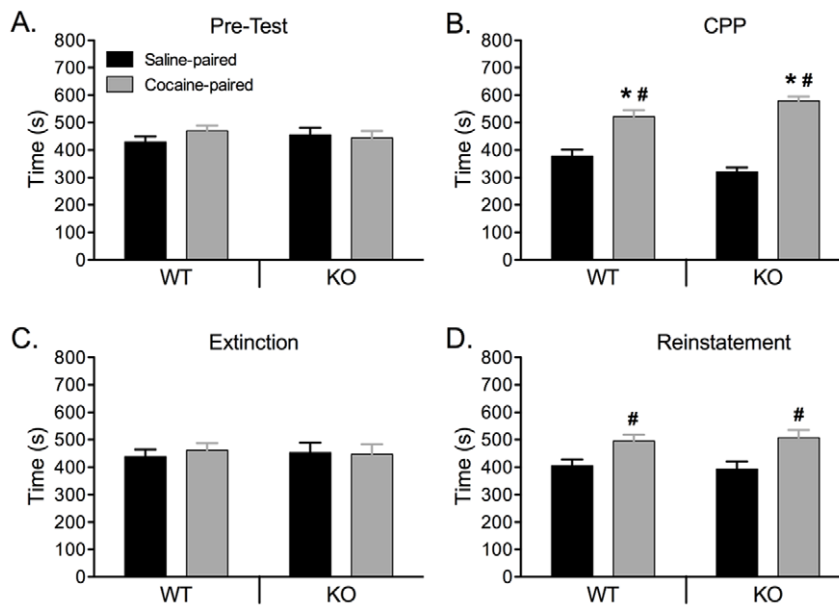 A.
Pre-Test
800
700
600
500
400
300
200
100
0
Time (s)
Saline-paired
Cocaine-paired
WT
KO
B.
CPP
800
700
600
500
400
300
200
100
0
Time (s)
* #
* #
WT
KO
C.
Extinction
800
700
600
500
400
300
200
100
0
Time (s)
WT
KO
D.
Reinstatement
800
700
600
500
400
300
200
100
0
Time (s)
#
#
WT
KO